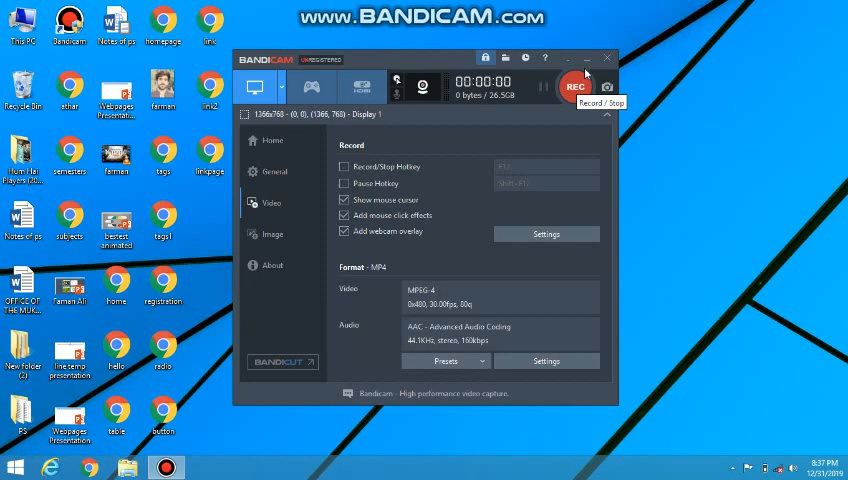 www.BANDICAM.com
This PC
Bandicam
Notes of ps
homepage
link
Recycle Bin
athar
Webpages
Presentati...
farman
link2
Hum Hai
Players (20...
semesters
farman
tags
linkpage
Notes of ps
subjects
bestest
animated
tags1
OFFICE OF
THE MUK...
Faman Ali
home
registration
New folder
(2)
line temp
presentation
hello
radio
PS
Webpages
Presentation
table
button
BANDICAM
UNREGISTERED
?
HDMI
00:00:00
0 bytes / 26.5GB
REC
Record / Stop
1366x768 - (0, 0), (1366, 768) - Display 1
Home
General
Video
Image
About
BANDICUT
Record
Record/Stop Hotkey
F12
Pause Hotkey
Shift+F12
Show mouse cursor
Add mouse click effects
Add webcam overlay
Settings
Format - MP4
Video
MPEG-4
0x480, 30.00fps, 80q
Audio
AAC - Advanced Audio Coding
44.1KHz, stereo, 160kbps
Presets
Settings
Bandicam - High performance video capture.
8:37 PM
12/31/2019